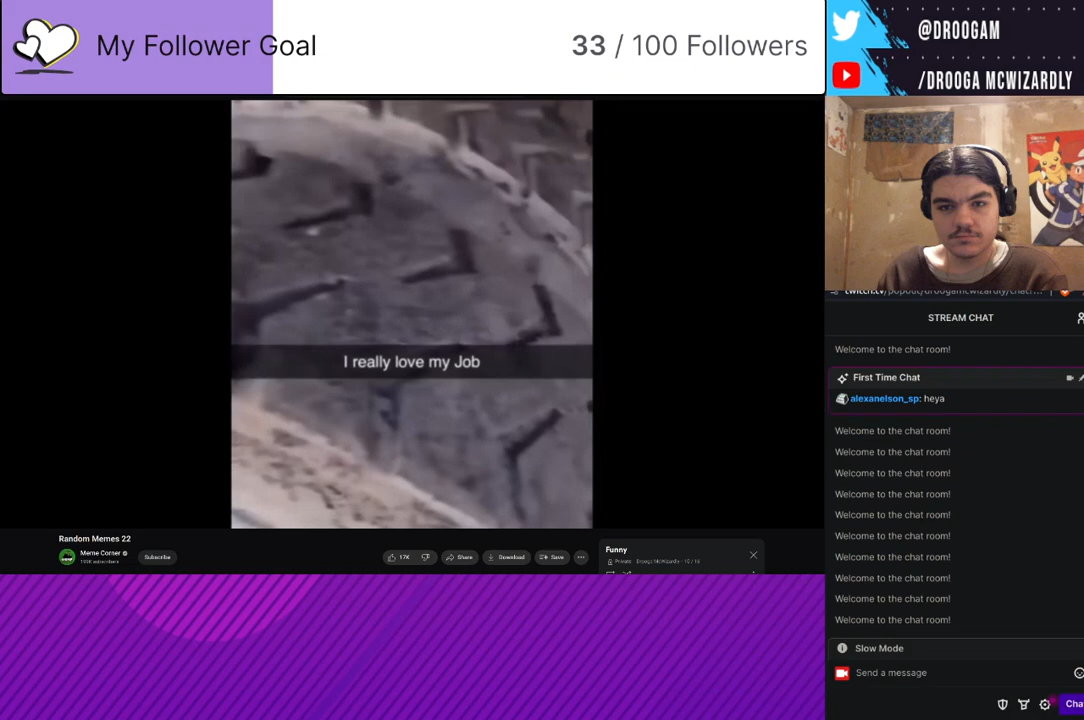 My Follower Goal
33 / 100 Followers
@DROOGAM
/DROOGA MCWIZARDLY
I really love my Job
Random Memes 22
Meme Corner
Subscribe
17K
Share
Download
Save
Funny
Private
STREAM CHAT
Welcome to the chat room!
First Time Chat
alexanelson_sp: heya
Welcome to the chat room!
Welcome to the chat room!
Welcome to the chat room!
Welcome to the chat room!
Welcome to the chat room!
Welcome to the chat room!
Welcome to the chat room!
Welcome to the chat room!
Welcome to the chat room!
Welcome to the chat room!
Slow Mode
Send a message
Cha